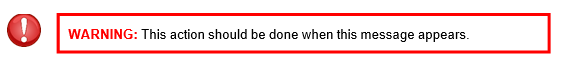 WARNING: This action should be done when this message appears.